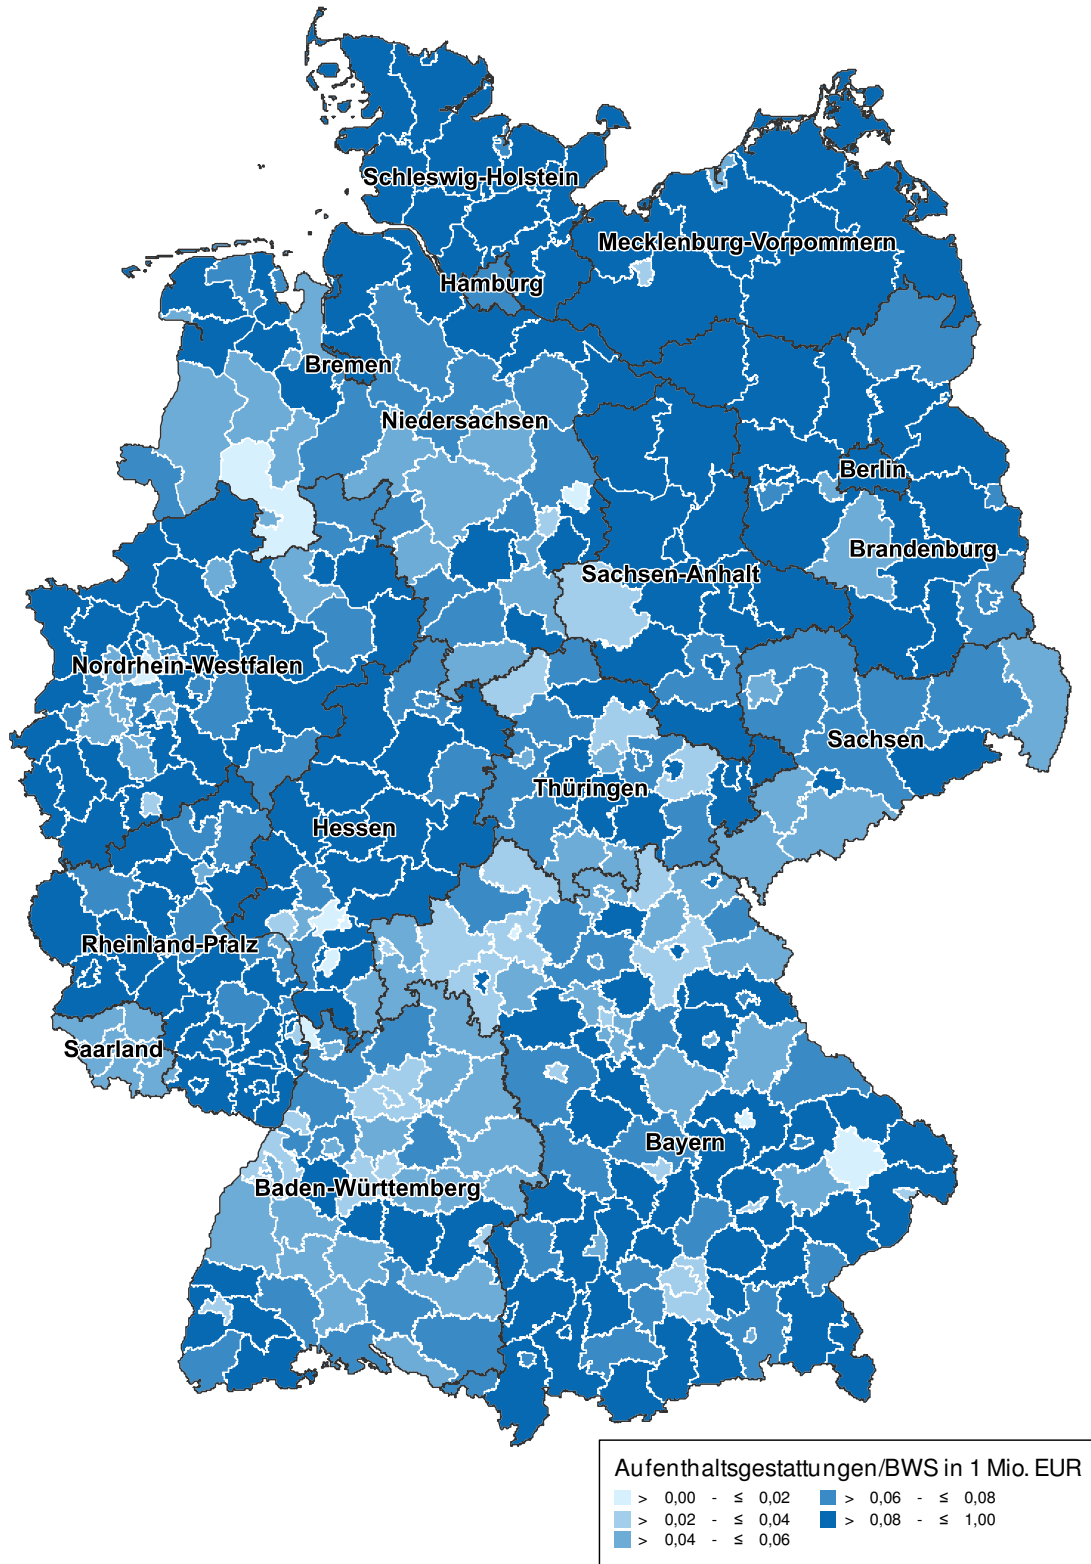 Schleswig-Holstein
Mecklenburg-Vorpommern
Hamburg
Bremen
Niedersachsen
Berlin
Brandenburg
Sachsen-Anhalt
Nordrhein-Westfalen
Sachsen
Thüringen
Hessen
Rheinland-Pfalz
Saarland
Bayern
Baden-Württemberg
Aufenthaltsgestattungen/BWS in 1 Mio. EUR
> 0,00 - ≤ 0,02
> 0,02 - ≤ 0,04
> 0,04 - ≤ 0,06
> 0,06 - ≤ 0,08
> 0,08 - ≤ 1,00